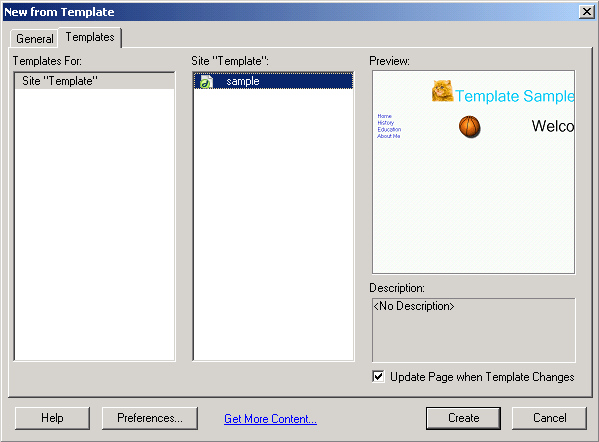 New from Template
General
Templates
Templates For:
Site "Template":
Preview:
Site "Template"
sample
Template Sample
Home
History
Education
About Me
Welco
Description:
<No Description>
Update Page when Template Changes
Help
Preferences...
Get More Content...
Create
Cancel